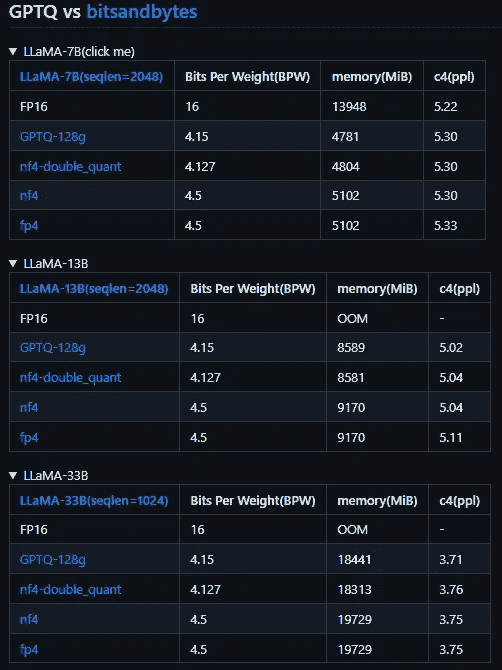 GPTQ vs bitsandbytes
▼ LLaMA-7B(click me)
LLaMA-7B(seqlen=2048) Bits Per Weight(BPW) memory(MiB) c4(ppl)
FP16 16 13948 5.22
GPTQ-128g 4.15 4781 5.30
nf4-double_quant 4.127 4804 5.30
nf4 4.5 5102 5.30
fp4 4.5 5102 5.33
▼ LLaMA-13B
LLaMA-13B(seqlen=2048) Bits Per Weight(BPW) memory(MiB) c4(ppl)
FP16 16 OOM -
GPTQ-128g 4.15 8589 5.02
nf4-double_quant 4.127 8581 5.04
nf4 4.5 9170 5.04
fp4 4.5 9170 5.11
▼ LLaMA-33B
LLaMA-33B(seqlen=1024) Bits Per Weight(BPW) memory(MiB) c4(ppl)
FP16 16 OOM -
GPTQ-128g 4.15 18441 3.71
nf4-double_quant 4.127 18313 3.76
nf4 4.5 19729 3.75
fp4 4.5 19729 3.75